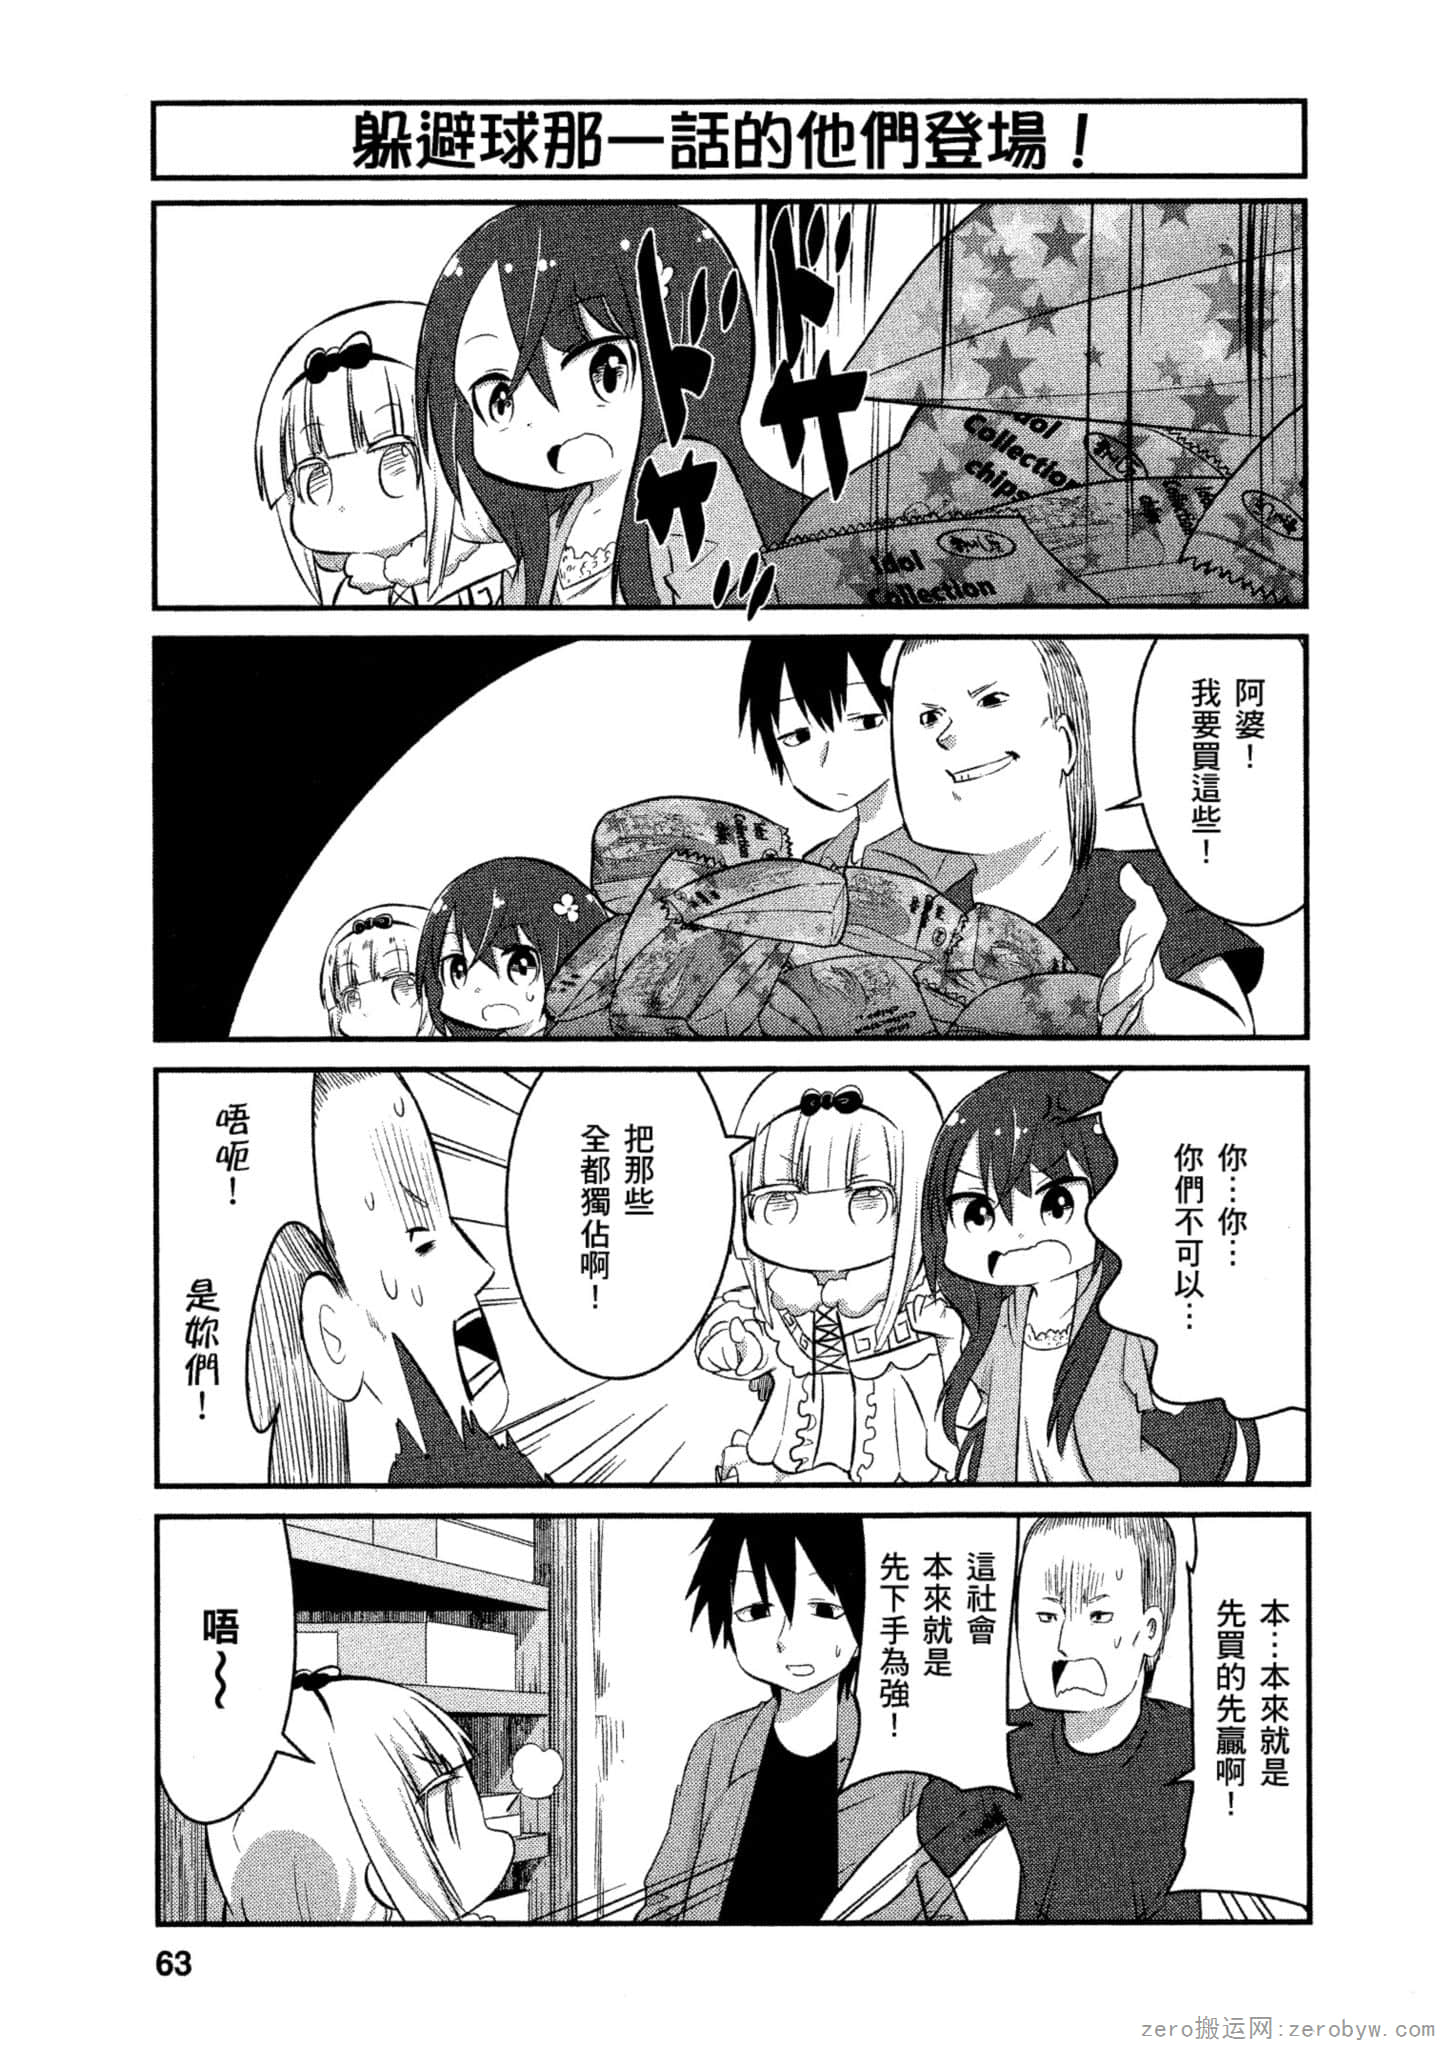 躲避球那一話的他們登場！
ドサ
ドサ
Idol
Collection
chips
Idol
Collection
阿婆！
我要買這些！
你…你…
你們不可以…
把那些
全都獨佔啊！
唔呃！
是妳們！
本…本來就是
先買的先贏啊！
這社會
本來就是
先下手為強！
唔～
63
zero搬运网:zerobyw.com